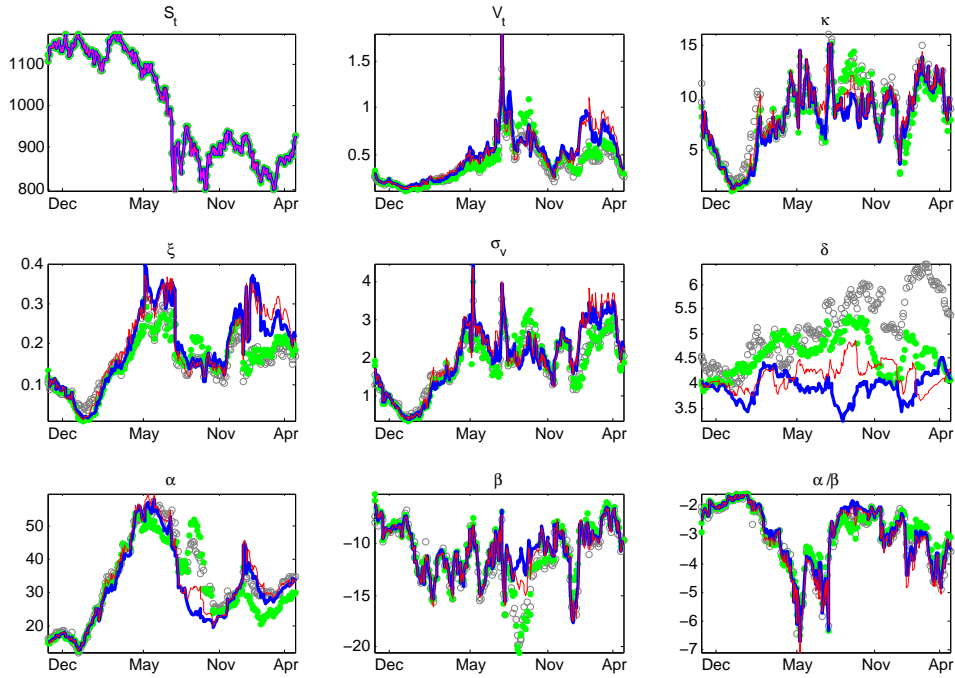 S_t
V_t
κ
1100
1000
900
800
Dec
May
Nov
Apr
1.5
1
0.5
Dec
May
Nov
Apr
15
10
5
Dec
May
Nov
Apr
ξ
σ_v
δ
0.4
0.3
0.2
0.1
Dec
May
Nov
Apr
4
3
2
1
Dec
May
Nov
Apr
6
5.5
5
4.5
4
3.5
Dec
May
Nov
Apr
α
β
α/β
50
40
30
20
Dec
May
Nov
Apr
−10
−15
−20
Dec
May
Nov
Apr
−2
−3
−4
−5
−6
−7
Dec
May
Nov
Apr